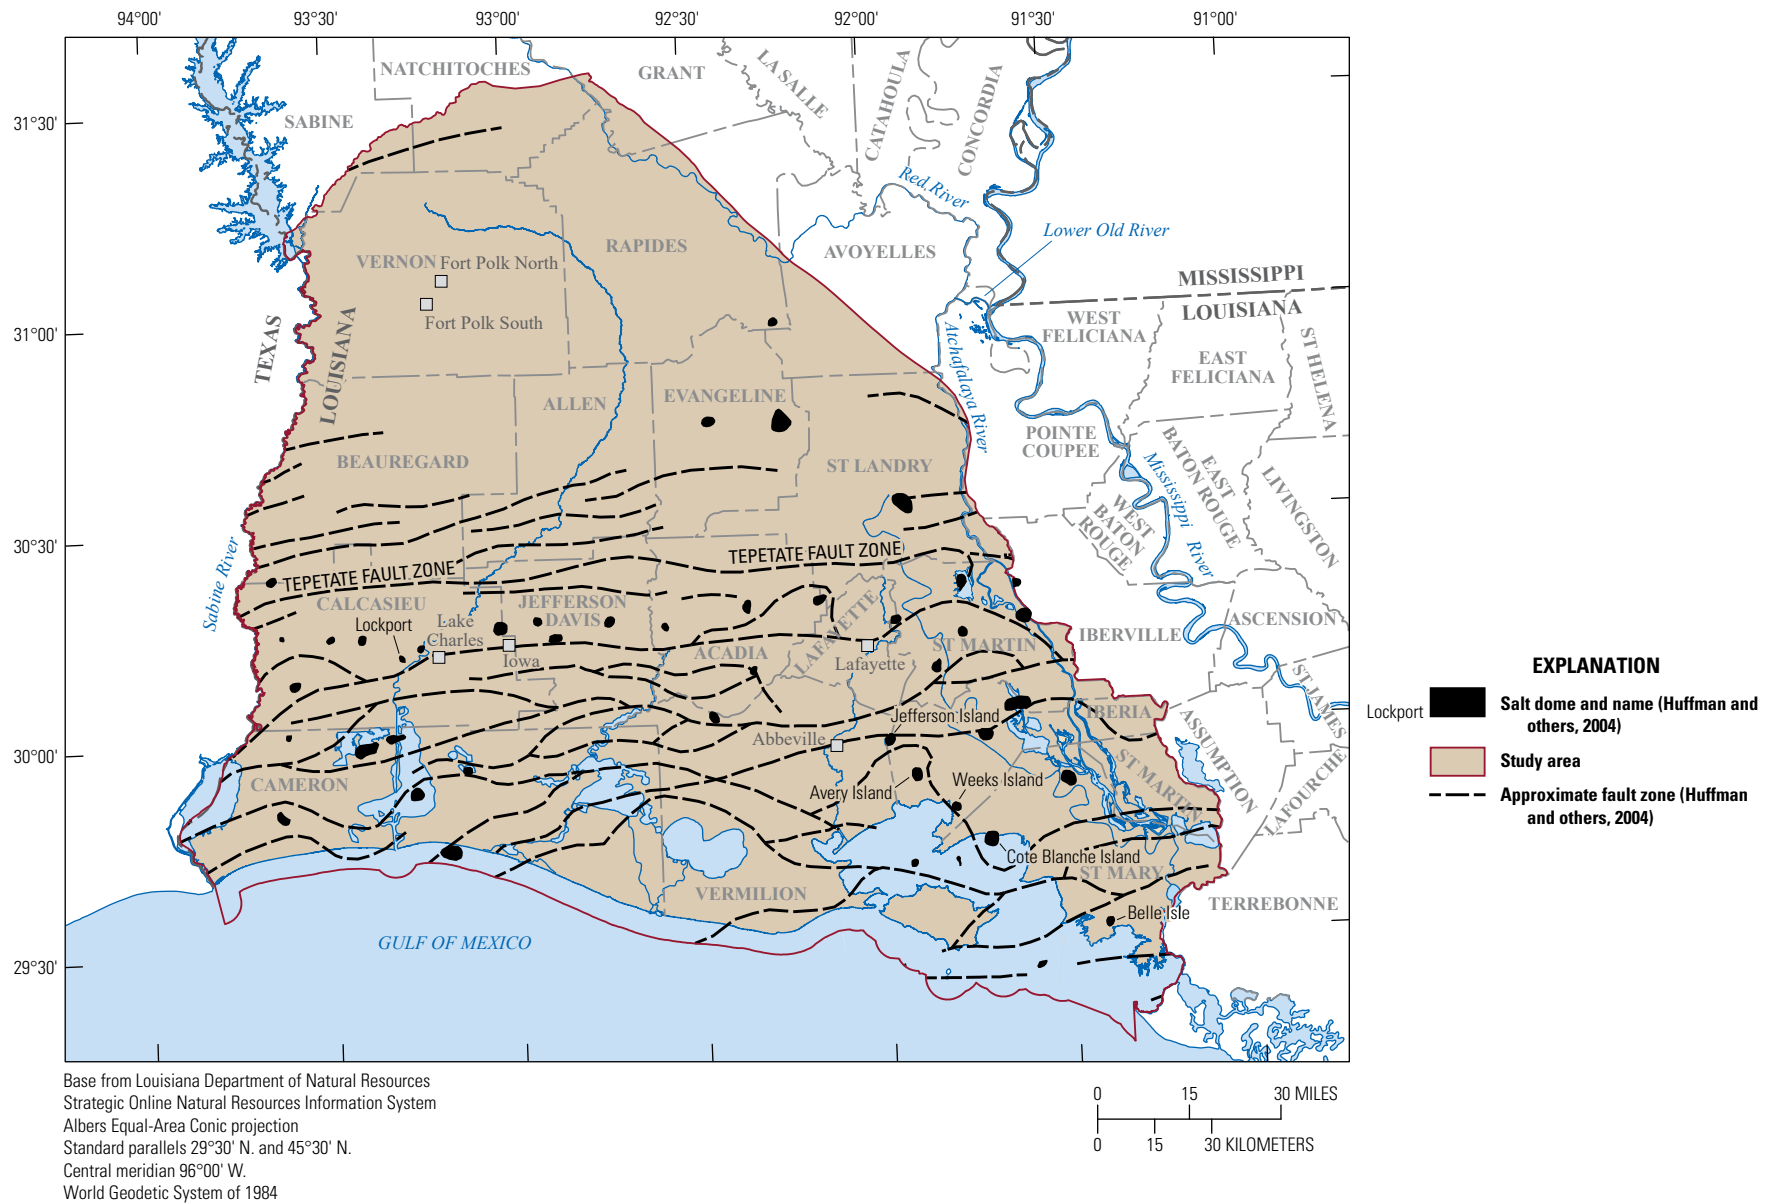 94°00' 93°30' 93°00' 92°30' 92°00' 91°30' 91°00'
31°30'
31°00'
30°30'
30°00'
29°30'
NATCHITOCHES
GRANT
LA SALLE
CATAHOULA
CONCORDIA
SABINE
Red River
Lower Old River
RAPIDES
AVOYELLES
VERNON
Fort Polk North
Fort Polk South
MISSISSIPPI
LOUISIANA
TEXAS
LOUISIANA
WEST
FELICIANA
EAST
FELICIANA
ST HELENA
Atchafalaya River
ALLEN
EVANGELINE
BEAUREGARD
ST LANDRY
POINTE
COUPEE
Mississippi River
EAST
BATON ROUGE
WEST
BATON
ROUGE
LIVINGSTON
Sabine River
TEPETATE FAULT ZONE
TEPETATE FAULT ZONE
CALCASIEU
Lockport
Lake
Charles
JEFFERSON
DAVIS
Iowa
ACADIA
LAFAYETTE
Lafayette
ST MARTIN
IBERVILLE
ASCENSION
ST JAMES
ASSUMPTION
LAFOURCHE
Jefferson Island
IBERIA
Abbeville
ST MARTIN
CAMERON
Avery Island
Weeks Island
Cote Blanche Island
ST MARY
VERMILION
Belle Isle
TERREBONNE
GULF OF MEXICO
EXPLANATION
Lockport
Salt dome and name (Huffman and
others, 2004)
Study area
Approximate fault zone (Huffman
and others, 2004)
Base from Louisiana Department of Natural Resources
Strategic Online Natural Resources Information System
Albers Equal-Area Conic projection
Standard parallels 29°30' N. and 45°30' N.
Central meridian 96°00' W.
World Geodetic System of 1984
0 15 30 MILES
0 15 30 KILOMETERS